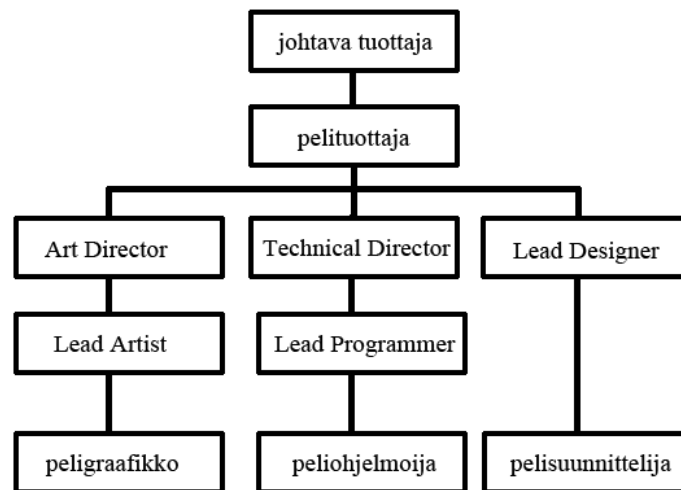 johtava tuottaja
pelituottaja
Art Director
Technical Director
Lead Designer
Lead Artist
Lead Programmer
peligraafikko
peliohjelmoija
pelisuunnittelija